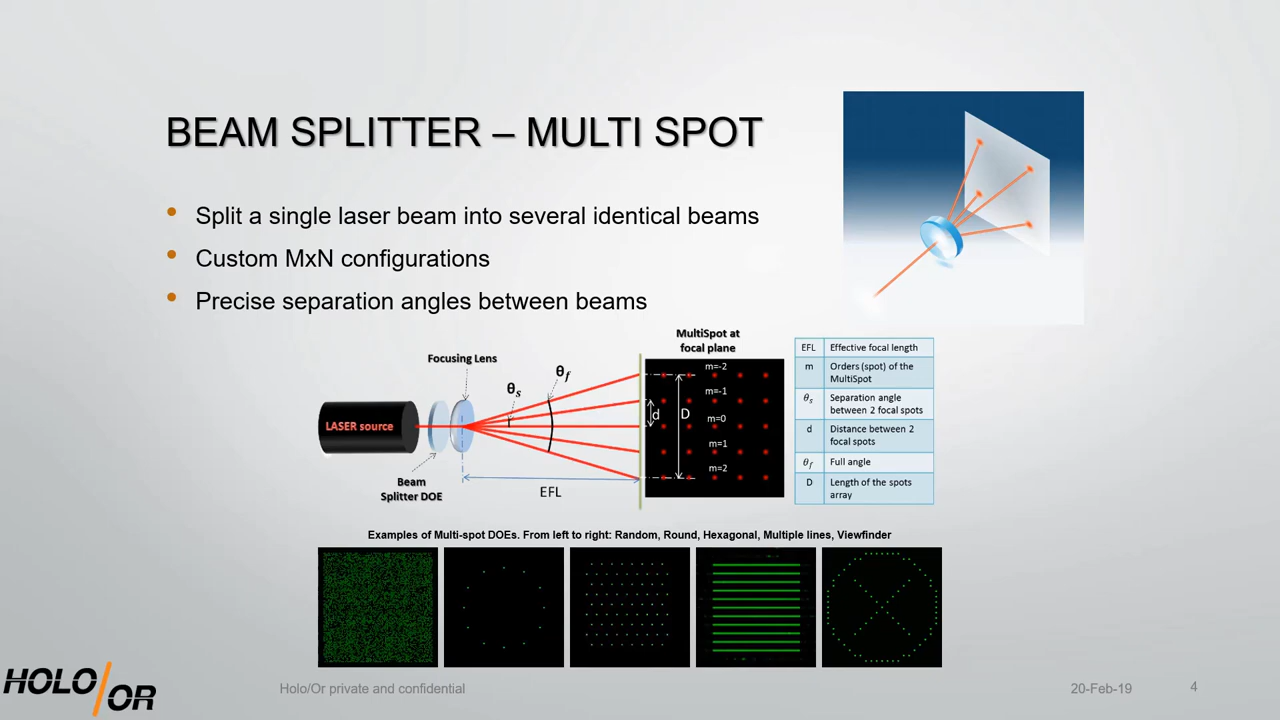 BEAM SPLITTER – MULTI SPOT
• Split a single laser beam into several identical beams
• Custom MxN configurations
• Precise separation angles between beams
MultiSpot at
focal plane
Focusing Lens
θs
θf
LASER source
Beam
Splitter DOE
EFL
m=-2
m=-1
m=0
m=1
m=2
d
D
EFL Effective focal length
m Orders (spot) of the
MultiSpot
θs Separation angle
between 2 focal spots
d Distance between 2
focal spots
θf Full angle
D Length of the spots
array
Examples of Multi-spot DOEs. From left to right: Random, Round, Hexagonal, Multiple lines, Viewfinder
HOLO/OR
Holo/Or private and confidential
20-Feb-19
4